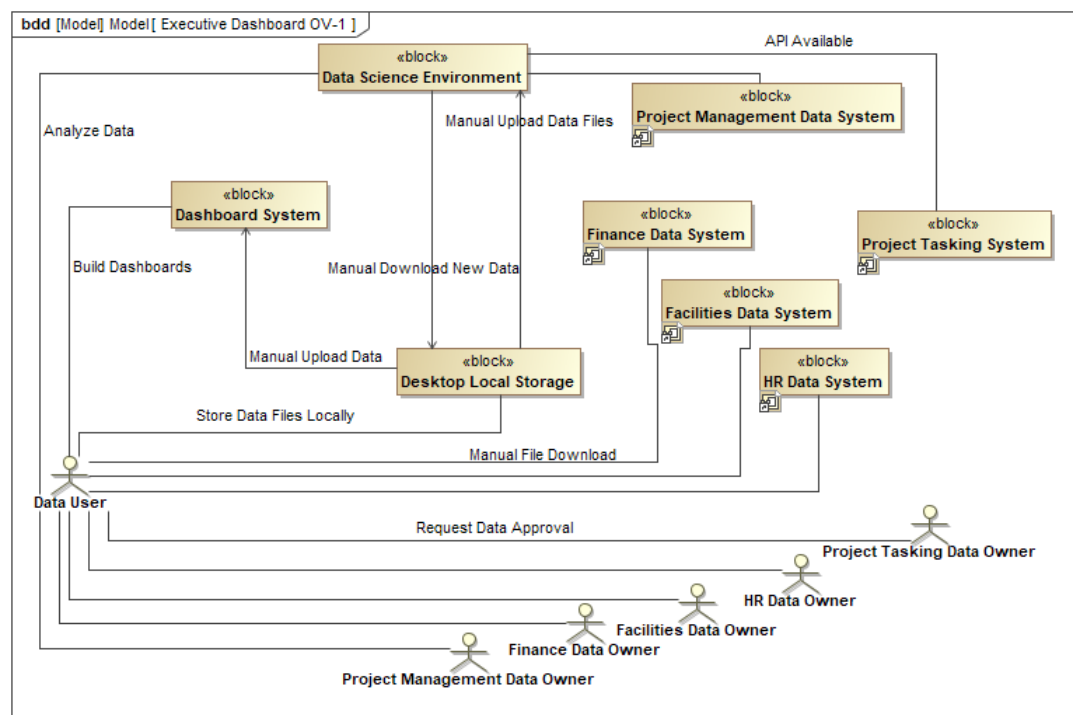 bdd [Model] Model [ Executive Dashboard OV-1 ]
API Available
«block»
Data Science Environment
«block»
Project Management Data System
Manual Upload Data Files
Analyze Data
«block»
Dashboard System
«block»
Finance Data System
«block»
Project Tasking System
Build Dashboards
Manual Download New Data
«block»
Facilities Data System
Manual Upload Data
«block»
Desktop Local Storage
«block»
HR Data System
Store Data Files Locally
Manual File Download
Data User
Request Data Approval
Project Tasking Data Owner
HR Data Owner
Facilities Data Owner
Finance Data Owner
Project Management Data Owner